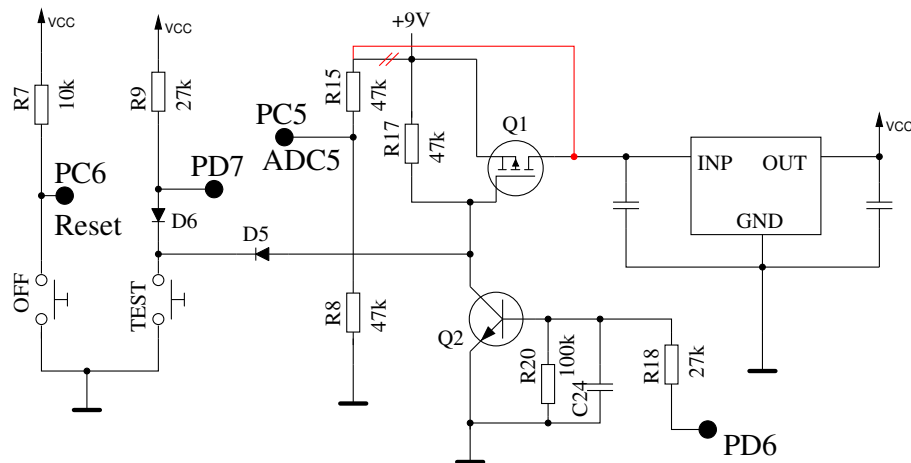 VCC
VCC
+9V
VCC
R7
10k
R9
27k
R15
47k
PC5
ADC5
R17
47k
Q1
INP
OUT
GND
PC6
Reset
PD7
D6
D5
OFF
TEST
R8
47k
Q2
R20
100k
C24
R18
27k
PD6